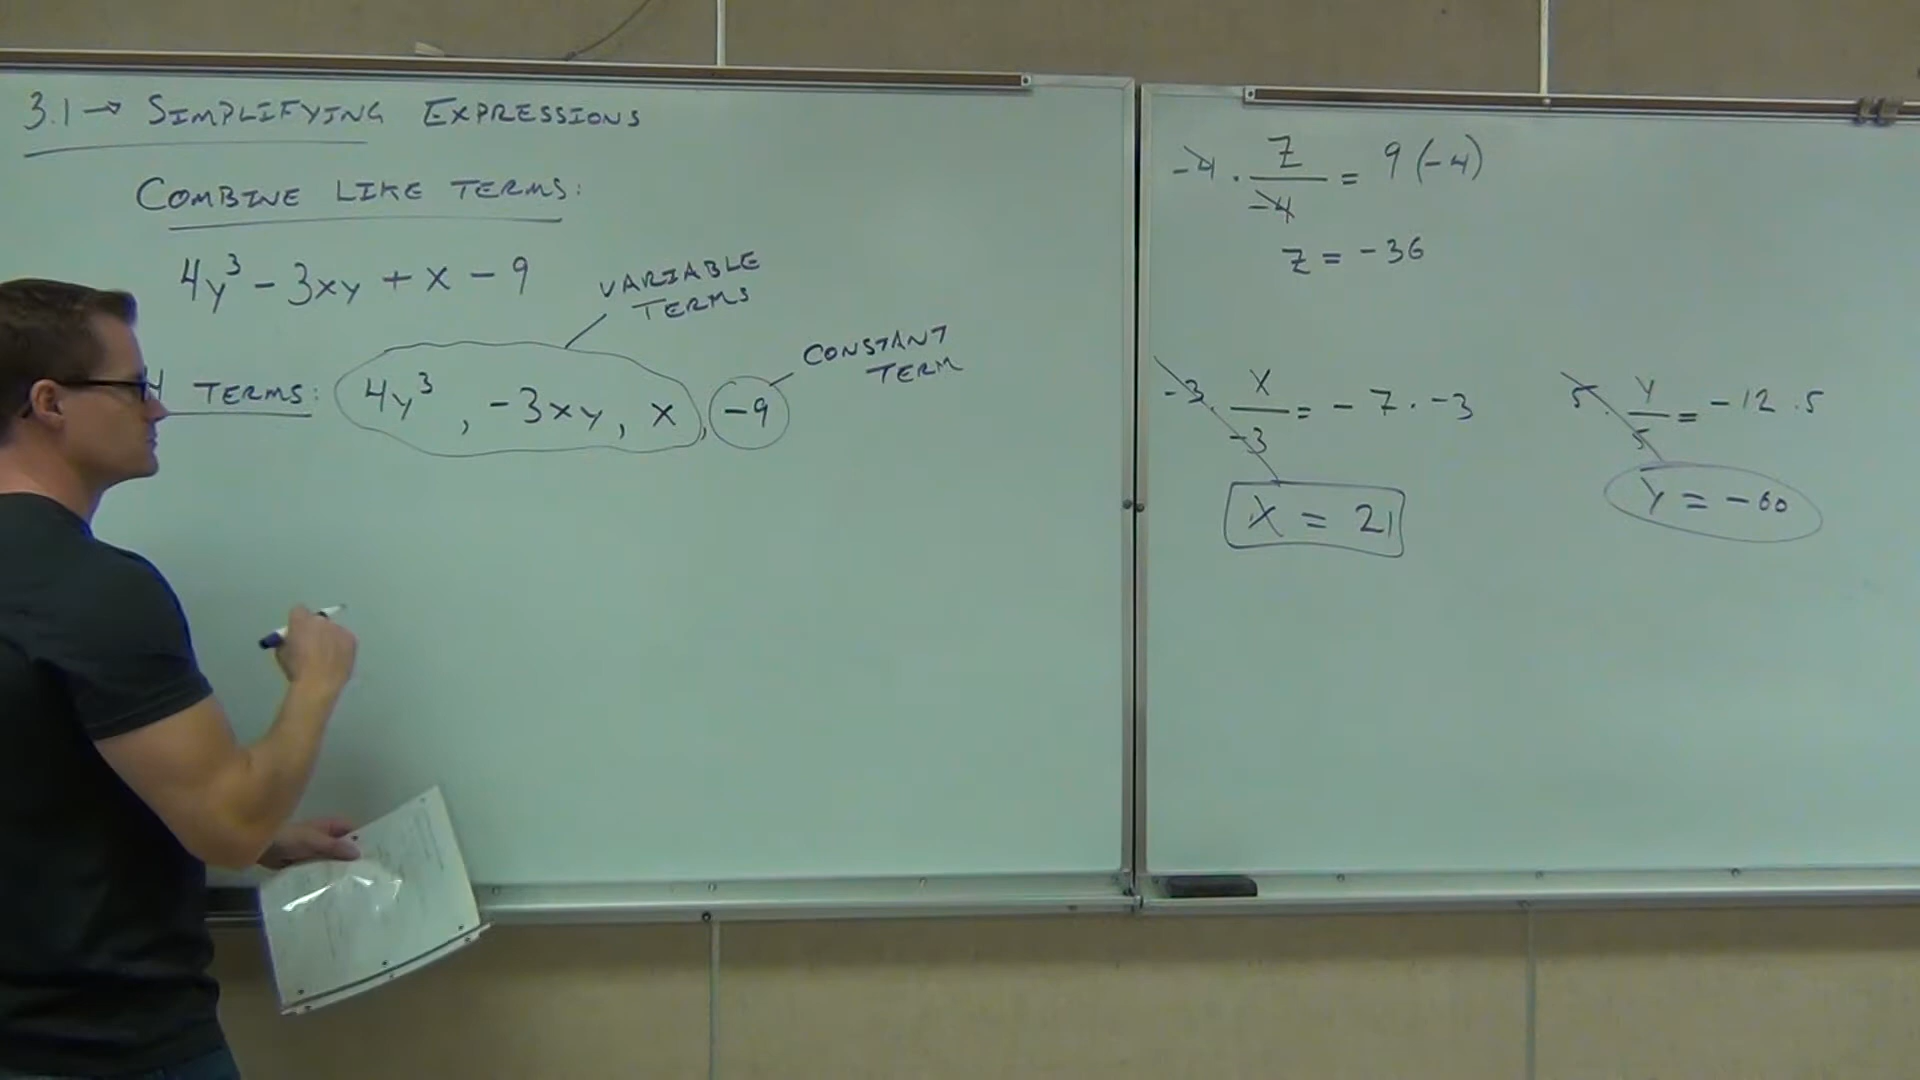 3.1 → SIMPLIFYING EXPRESSIONS
COMBINE LIKE TERMS:
4y³ - 3xy + x - 9
VARIABLE
TERMS
CONSTANT
TERM
4 TERMS: 4y³, -3xy, x, -9
-4 · z/-4 = 9(-4)
z = -36
-3 · x/-3 = -7 · -3
x = 21
5 · y/5 = -12 · 5
y = -60